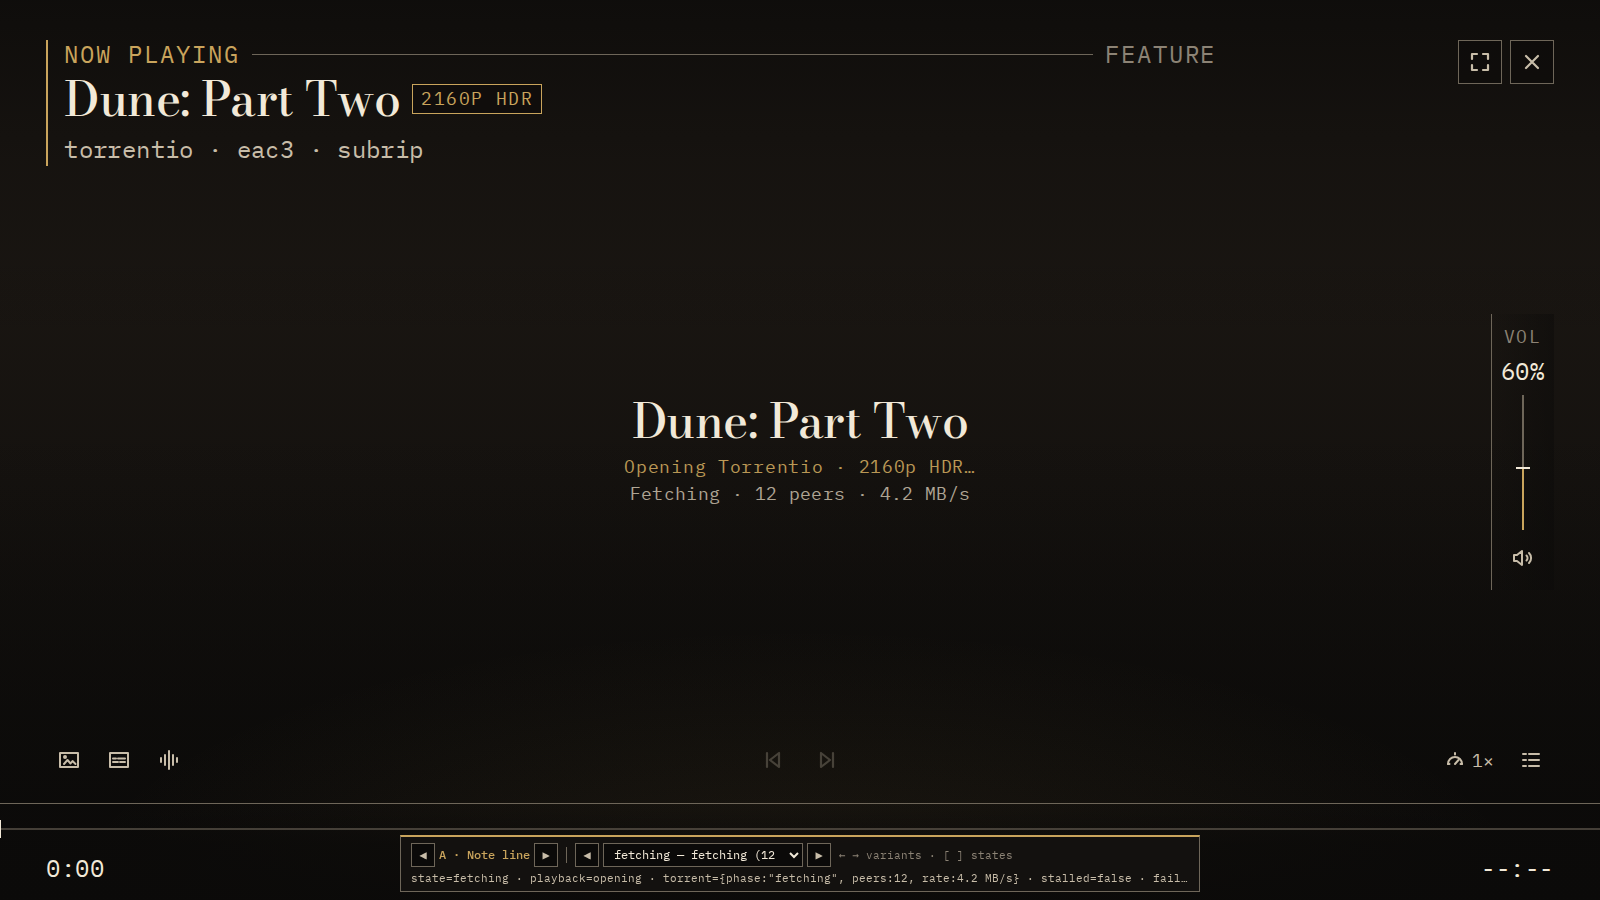 NOW PLAYING FEATURE
Dune: Part Two 2160P HDR
torrentio · eac3 · subrip
VOL
60%
Dune: Part Two
Opening Torrentio · 2160p HDR…
Fetching · 12 peers · 4.2 MB/s
1×
A · Note line fetching — fetching (12 ← → variants · [ ] states
0:00 --:--
state=fetching · playback=opening · torrent={phase:"fetching", peers:12, rate:4.2 MB/s} · stalled=false · fail…